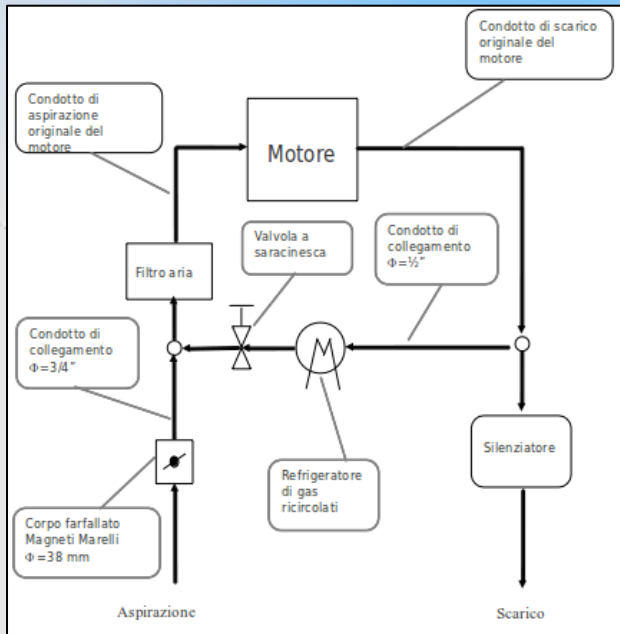 Condotto di scarico
originale del
motore
Condotto di
aspirazione
originale del
motore
Motore
Valvola a
saracinesca
Condotto di
collegamento
Φ=½"
Filtro aria
Condotto di
collegamento
Φ=3/4"
Silenziatore
Refrigeratore
di gas
ricircolati
Corpo farfallato
Magneti Marelli
Φ=38 mm
Aspirazione
Scarico